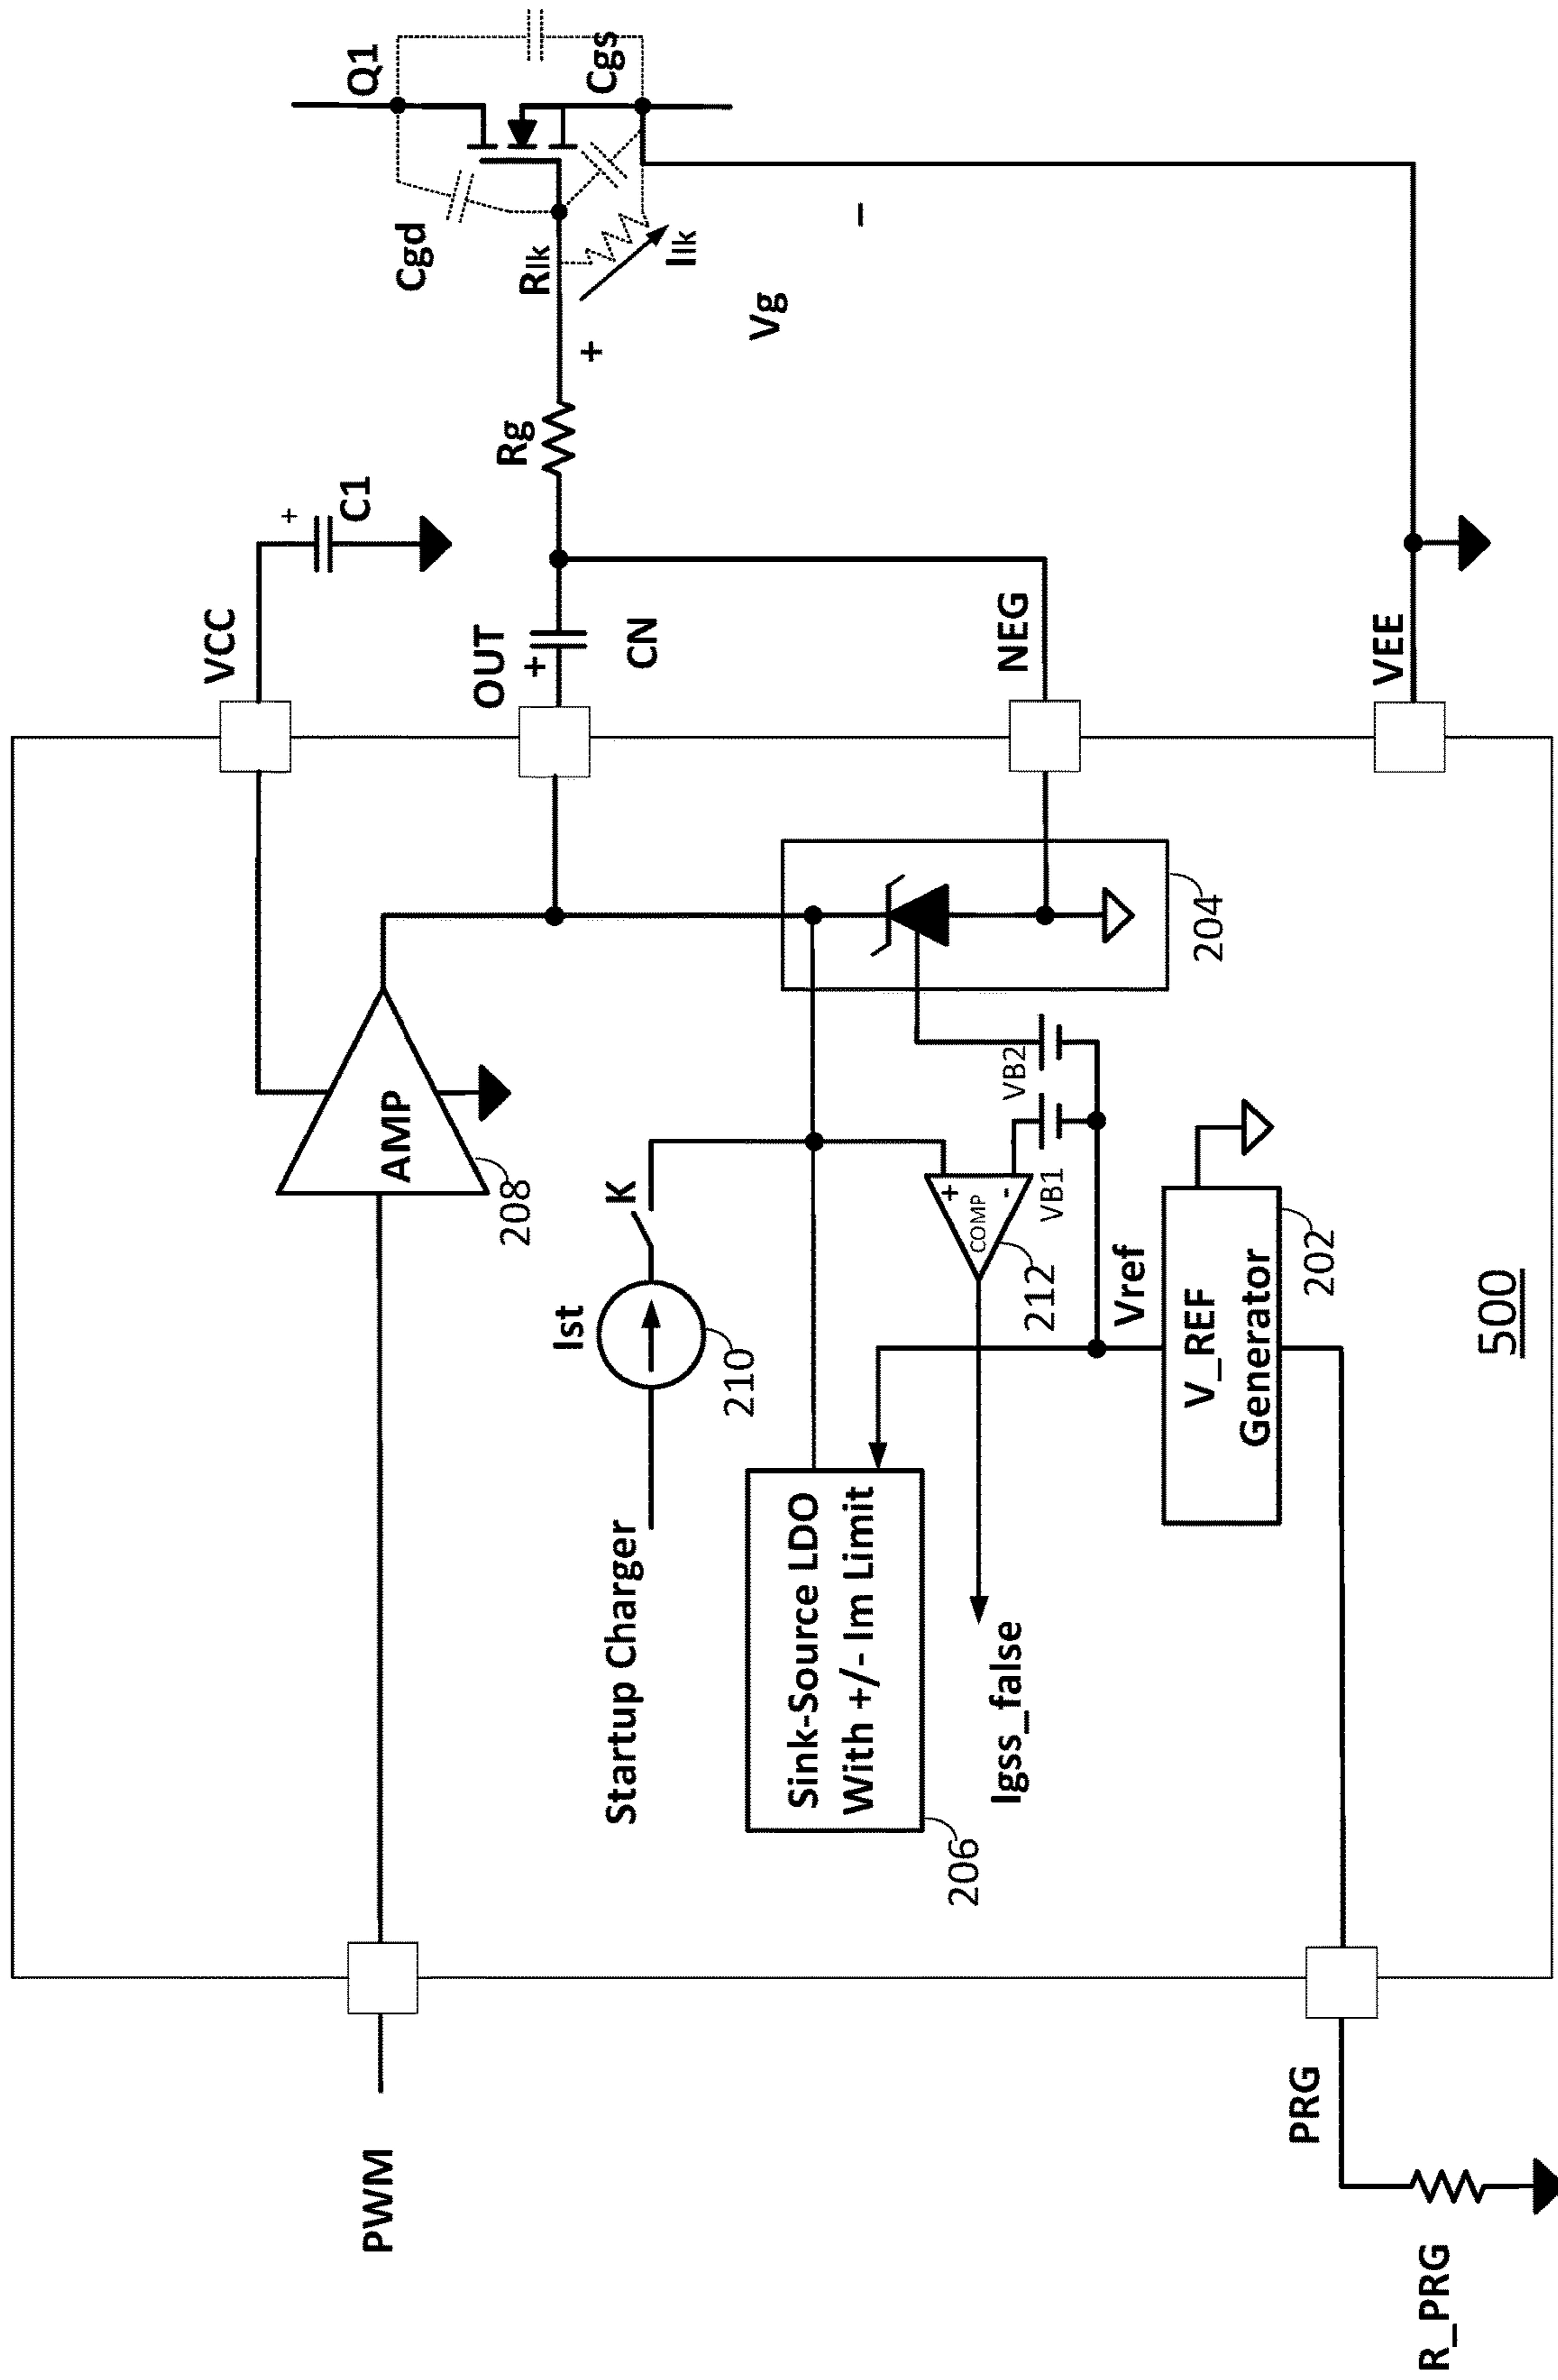 PWM
AMP
208
VCC
+
C1
OUT
+
CN
Rg
+
Vg
−
Rlk
Ilk
Cgd
Q1
Cgs
Startup Charger
Ist
210
K
Sink-Source LDO
With +/- Im Limit
206
Igss_false
+
-
COMP
212
VB1
VB2
204
NEG
Vref
V_REF
Generator
202
VEE
PRG
R_PRG
500